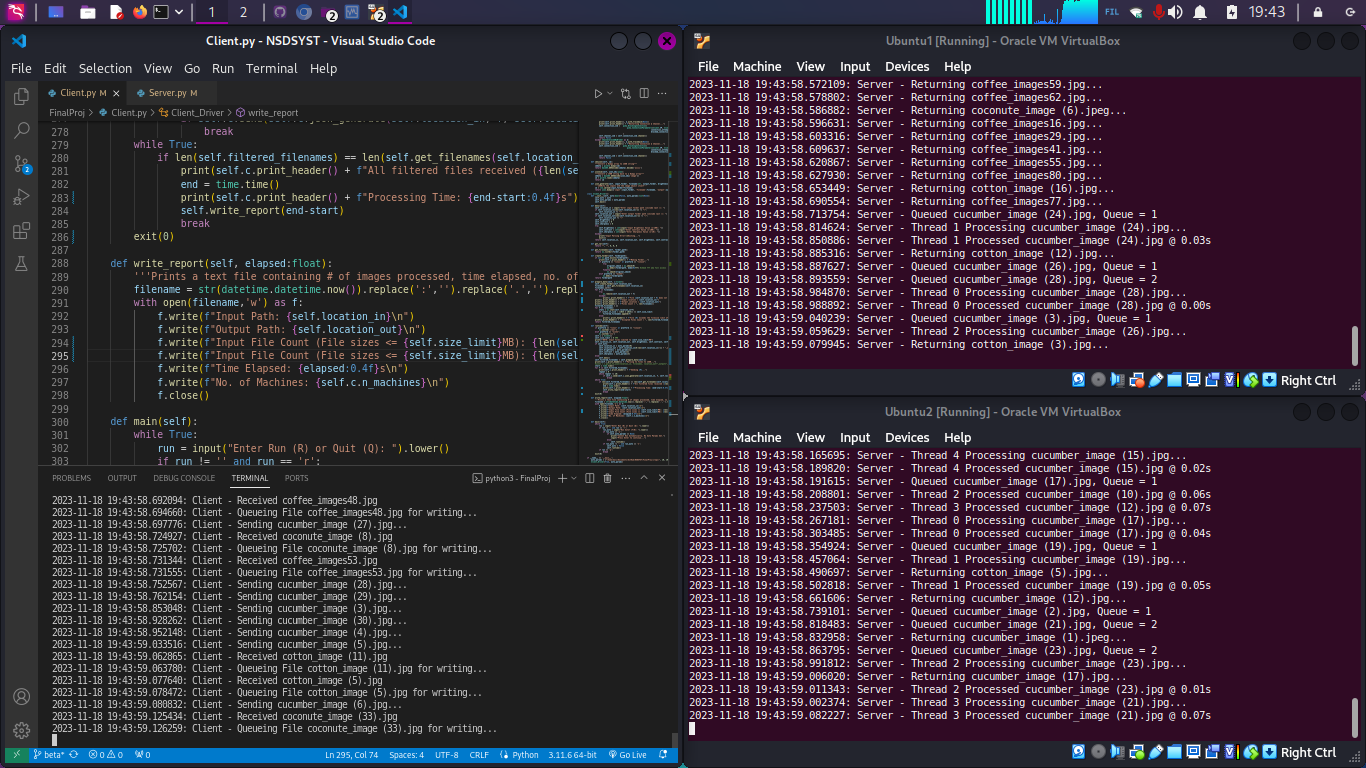 1
2
2
2
FIL
19:43
Client.py - NSDSYST - Visual Studio Code
File Edit Selection View Go Run Terminal Help
Client.py M
Server.py M
FinalProj > Client.py > Client_Driver > write_report
278 break
279 while True:
280 if len(self.filtered_filenames) == len(self.get_filenames(self.location_
281 print(self.c.print_header() + f"All filtered files received ({len(se
282 end = time.time()
283 print(self.c.print_header() + f"Processing Time: {end-start:0.4f}s")
284 self.write_report(end-start)
285 break
286 exit(0)
287
288 def write_report(self, elapsed:float):
289 '''Prints a text file containing # of images processed, time elapsed, no. of
290 filename = str(datetime.datetime.now()).replace(':','').replace('.','').repl
291 with open(filename,'w') as f:
292 f.write(f"Input Path: {self.location_in}\n")
293 f.write(f"Output Path: {self.location_out}\n")
294 f.write(f"Input File Count (File sizes <= {self.size_limit}MB): {len(sel
295 f.write(f"Input File Count (File sizes <= {self.size_limit}MB): {len(sel
296 f.write(f"Time Elapsed: {elapsed:0.4f}s\n")
297 f.write(f"No. of Machines: {self.c.n_machines}\n")
298 f.close()
299
300 def main(self):
301 while True:
302 run = input("Enter Run (R) or Quit (Q): ").lower()
303 if run != '' and run == 'r':
PROBLEMS OUTPUT DEBUG CONSOLE TERMINAL PORTS
python3 - FinalProj
2023-11-18 19:43:58.692094: Client - Received coffee_images48.jpg
2023-11-18 19:43:58.694660: Client - Queueing File coffee_images48.jpg for writing...
2023-11-18 19:43:58.697776: Client - Sending cucumber_image (27).jpg...
2023-11-18 19:43:58.724927: Client - Received coconute_image (8).jpg
2023-11-18 19:43:58.725702: Client - Queueing File coconute_image (8).jpg for writing...
2023-11-18 19:43:58.731344: Client - Received coffee_images53.jpg
2023-11-18 19:43:58.731555: Client - Queueing File coffee_images53.jpg for writing...
2023-11-18 19:43:58.752567: Client - Sending cucumber_image (28).jpg...
2023-11-18 19:43:58.762154: Client - Sending cucumber_image (29).jpg...
2023-11-18 19:43:58.853048: Client - Sending cucumber_image (3).jpg...
2023-11-18 19:43:58.928262: Client - Sending cucumber_image (30).jpg...
2023-11-18 19:43:58.952148: Client - Sending cucumber_image (4).jpg...
2023-11-18 19:43:59.033516: Client - Sending cucumber_image (5).jpg...
2023-11-18 19:43:59.062865: Client - Received cotton_image (11).jpg
2023-11-18 19:43:59.063780: Client - Queueing File cotton_image (11).jpg for writing...
2023-11-18 19:43:59.077640: Client - Received cotton_image (5).jpg
2023-11-18 19:43:59.078472: Client - Queueing File cotton_image (5).jpg for writing...
2023-11-18 19:43:59.080832: Client - Sending cucumber_image (6).jpg...
2023-11-18 19:43:59.125434: Client - Received coconute_image (33).jpg
2023-11-18 19:43:59.126259: Client - Queueing File coconute_image (33).jpg for writing...
beta* 0 0 0 Ln 295, Col 74 Spaces: 4 UTF-8 CRLF Python 3.11.6 64-bit Go Live
Ubuntu1 [Running] - Oracle VM VirtualBox
File Machine View Input Devices Help
2023-11-18 19:43:58.572109: Server - Returning coffee_images59.jpg...
2023-11-18 19:43:58.578802: Server - Returning coffee_images62.jpg...
2023-11-18 19:43:58.586882: Server - Returning coconute_image (6).jpeg...
2023-11-18 19:43:58.596631: Server - Returning coffee_images16.jpg...
2023-11-18 19:43:58.603316: Server - Returning coffee_images29.jpg...
2023-11-18 19:43:58.609637: Server - Returning coffee_images41.jpg...
2023-11-18 19:43:58.620867: Server - Returning coffee_images55.jpg...
2023-11-18 19:43:58.627930: Server - Returning coffee_images80.jpg...
2023-11-18 19:43:58.653449: Server - Returning cotton_image (16).jpg...
2023-11-18 19:43:58.690554: Server - Returning coffee_images77.jpg...
2023-11-18 19:43:58.713754: Server - Queued cucumber_image (24).jpg, Queue = 1
2023-11-18 19:43:58.814624: Server - Thread 1 Processing cucumber_image (24).jpg...
2023-11-18 19:43:58.850886: Server - Thread 1 Processed cucumber_image (24).jpg @ 0.03s
2023-11-18 19:43:58.885316: Server - Returning cotton_image (12).jpg...
2023-11-18 19:43:58.887627: Server - Queued cucumber_image (26).jpg, Queue = 1
2023-11-18 19:43:58.893559: Server - Queued cucumber_image (28).jpg, Queue = 2
2023-11-18 19:43:58.984870: Server - Thread 0 Processing cucumber_image (28).jpg...
2023-11-18 19:43:58.988892: Server - Thread 0 Processed cucumber_image (28).jpg @ 0.00s
2023-11-18 19:43:59.040239: Server - Queued cucumber_image (3).jpg, Queue = 1
2023-11-18 19:43:59.059629: Server - Thread 2 Processing cucumber_image (26).jpg...
2023-11-18 19:43:59.079945: Server - Returning cotton_image (3).jpg...
Right Ctrl
Ubuntu2 [Running] - Oracle VM VirtualBox
File Machine View Input Devices Help
2023-11-18 19:43:58.165695: Server - Thread 4 Processing cucumber_image (15).jpg...
2023-11-18 19:43:58.189820: Server - Thread 4 Processed cucumber_image (15).jpg @ 0.02s
2023-11-18 19:43:58.191615: Server - Queued cucumber_image (17).jpg, Queue = 1
2023-11-18 19:43:58.208801: Server - Thread 2 Processed cucumber_image (10).jpg @ 0.06s
2023-11-18 19:43:58.237503: Server - Thread 3 Processed cucumber_image (12).jpg @ 0.07s
2023-11-18 19:43:58.267181: Server - Thread 0 Processing cucumber_image (17).jpg...
2023-11-18 19:43:58.303485: Server - Thread 0 Processed cucumber_image (17).jpg @ 0.04s
2023-11-18 19:43:58.354924: Server - Queued cucumber_image (19).jpg, Queue = 1
2023-11-18 19:43:58.457064: Server - Thread 1 Processing cucumber_image (19).jpg...
2023-11-18 19:43:58.490697: Server - Returning cotton_image (5).jpg...
2023-11-18 19:43:58.502818: Server - Thread 1 Processed cucumber_image (19).jpg @ 0.05s
2023-11-18 19:43:58.661606: Server - Returning cucumber_image (12).jpg...
2023-11-18 19:43:58.739101: Server - Queued cucumber_image (2).jpg, Queue = 1
2023-11-18 19:43:58.818483: Server - Queued cucumber_image (21).jpg, Queue = 2
2023-11-18 19:43:58.832958: Server - Returning cucumber_image (1).jpeg...
2023-11-18 19:43:58.863795: Server - Queued cucumber_image (23).jpg, Queue = 2
2023-11-18 19:43:58.991812: Server - Thread 2 Processing cucumber_image (23).jpg...
2023-11-18 19:43:59.006020: Server - Returning cucumber_image (17).jpg...
2023-11-18 19:43:59.011343: Server - Thread 2 Processed cucumber_image (23).jpg @ 0.01s
2023-11-18 19:43:59.002374: Server - Thread 3 Processing cucumber_image (21).jpg...
2023-11-18 19:43:59.082227: Server - Thread 3 Processed cucumber_image (21).jpg @ 0.07s
Right Ctrl